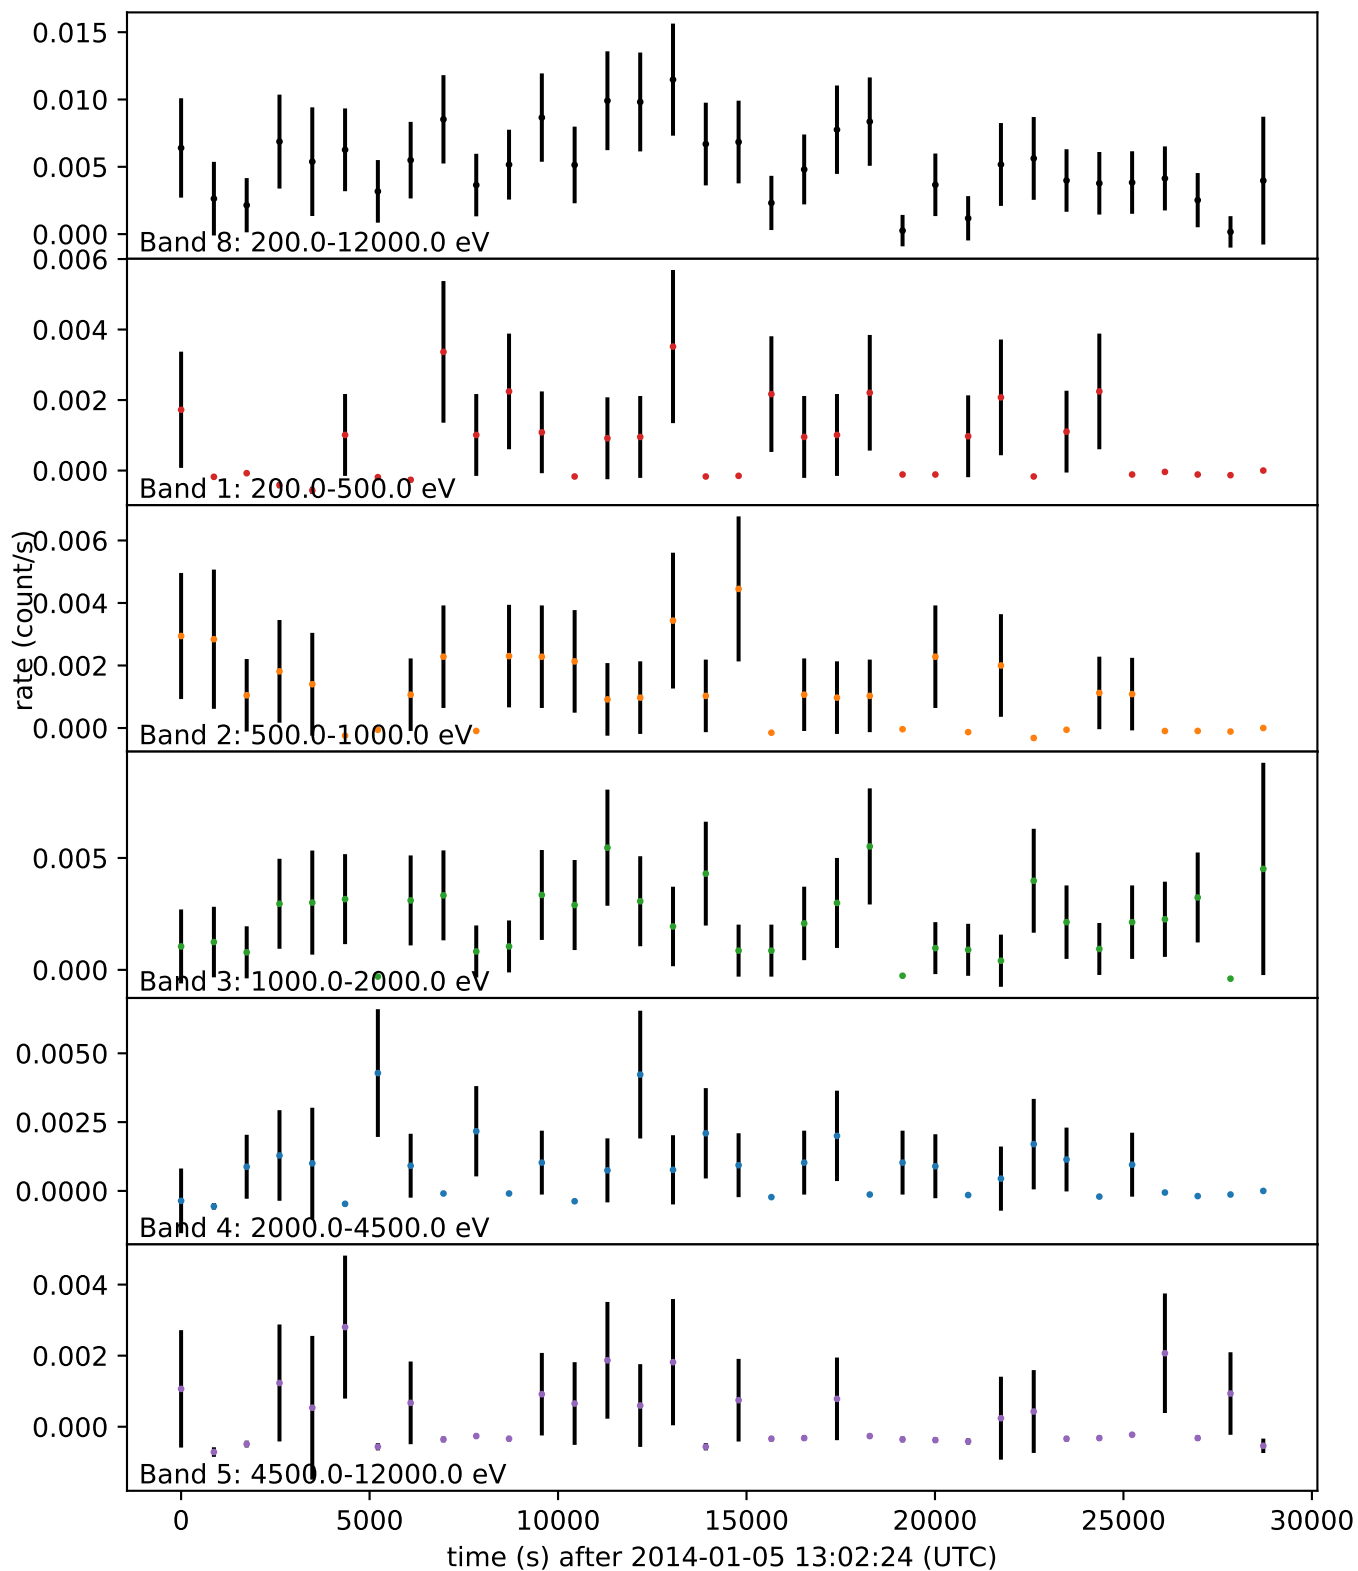 0.015
0.010
0.005
0.000
Band 8: 200.0-12000.0 eV
0.006
0.004
0.002
0.000
Band 1: 200.0-500.0 eV
rate (count/s)
0.006
0.004
0.002
0.000
Band 2: 500.0-1000.0 eV
0.005
0.000
Band 3: 1000.0-2000.0 eV
0.0050
0.0025
0.0000
Band 4: 2000.0-4500.0 eV
0.004
0.002
0.000
Band 5: 4500.0-12000.0 eV
0 5000 10000 15000 20000 25000 30000
time (s) after 2014-01-05 13:02:24 (UTC)